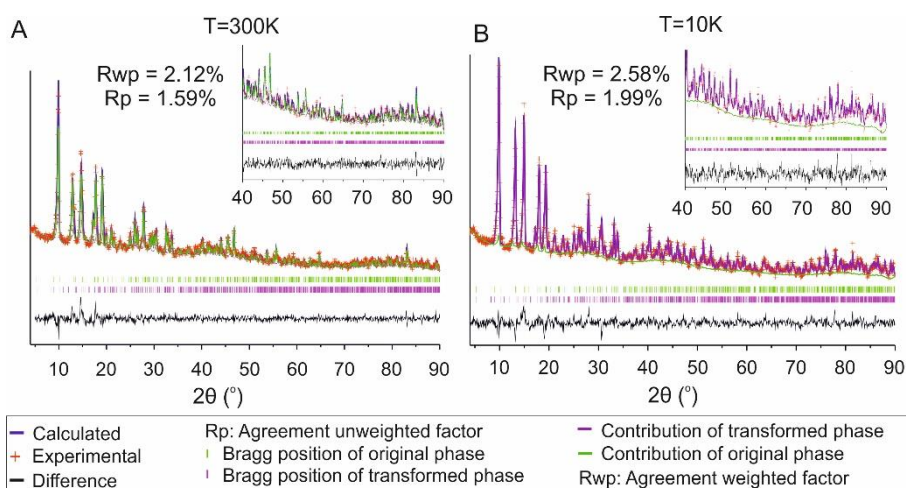 A
T=300K
Rwp = 2.12%
Rp = 1.59%
40 50 60 70 80 90
10 20 30 40 50 60 70 80 90
2θ (°)
B
T=10K
Rwp = 2.58%
Rp = 1.99%
40 50 60 70 80 90
10 20 30 40 50 60 70 80 90
2θ (°)
Calculated
Experimental
Difference
Rp: Agreement unweighted factor
Bragg position of original phase
Bragg position of transformed phase
Contribution of transformed phase
Contribution of original phase
Rwp: Agreement weighted factor